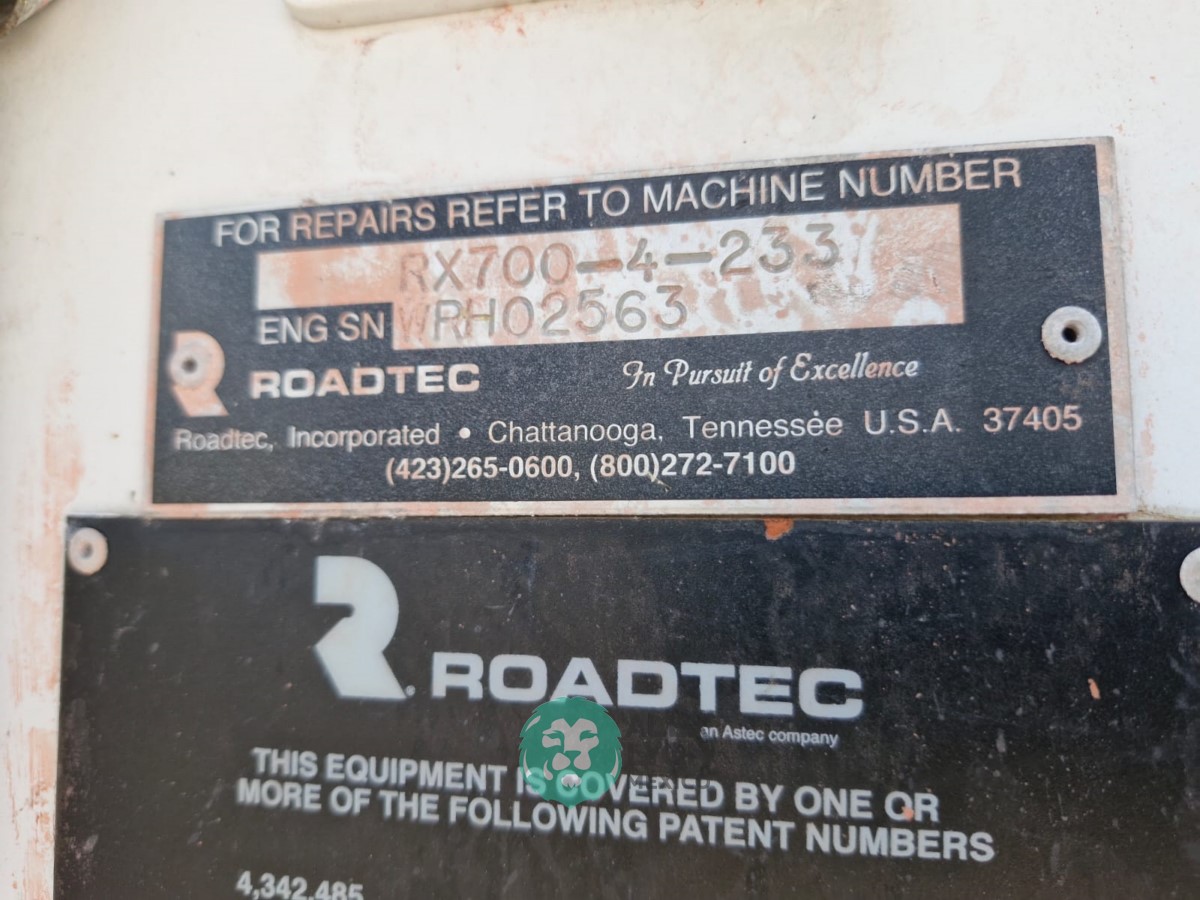 FOR REPAIRS REFER TO MACHINE NUMBER
RX700-4-233
ENG SN WRH02563
ROADTEC In Pursuit of Excellence
Roadtec, Incorporated • Chattanooga, Tennessee U.S.A. 37405
(423)265-0600, (800)272-7100
ROADTEC
an Astec company
THIS EQUIPMENT IS COVERED BY ONE OR
MORE OF THE FOLLOWING PATENT NUMBERS
4,342,485